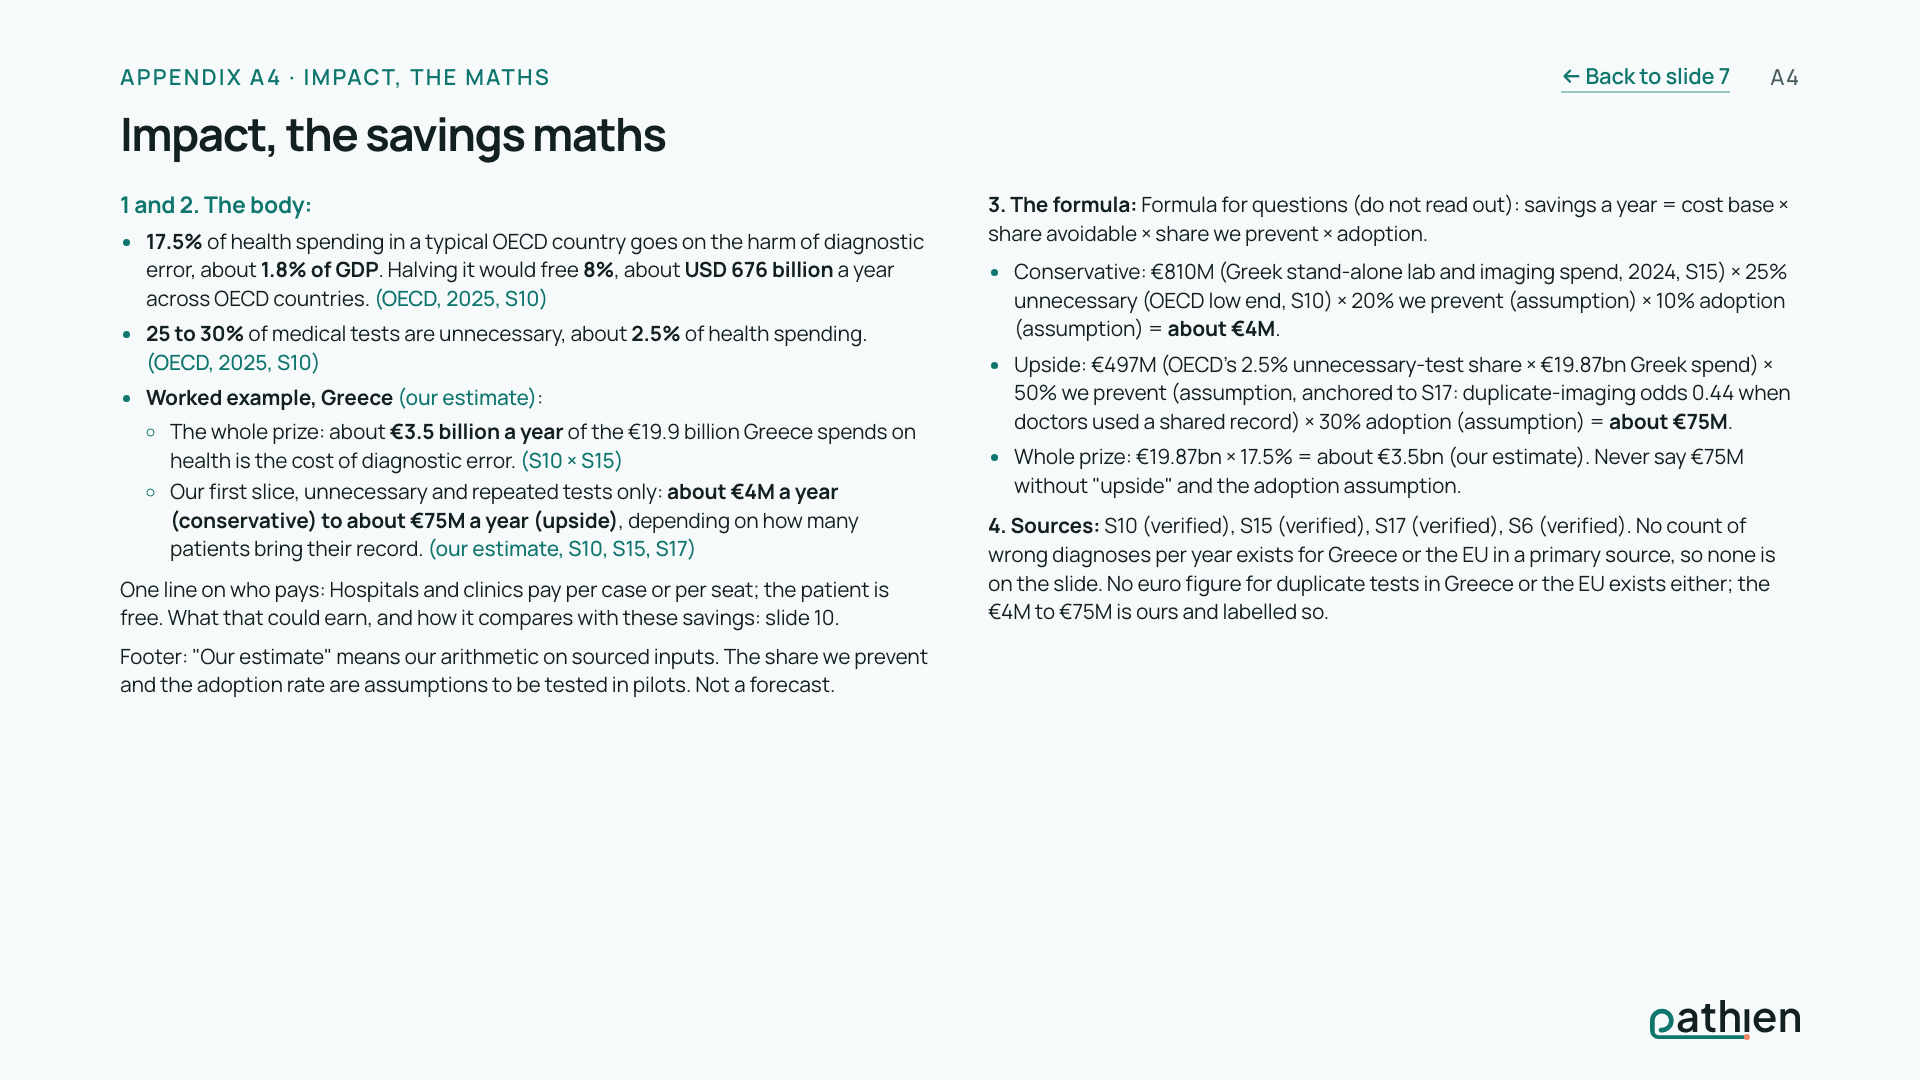 APPENDIX A4 · IMPACT, THE MATHS
← Back to slide 7
A4
Impact, the savings maths
1 and 2. The body:
17.5% of health spending in a typical OECD country goes on the harm of diagnostic
error, about 1.8% of GDP. Halving it would free 8%, about USD 676 billion a year
across OECD countries. (OECD, 2025, S10)
25 to 30% of medical tests are unnecessary, about 2.5% of health spending.
(OECD, 2025, S10)
Worked example, Greece (our estimate):
The whole prize: about €3.5 billion a year of the €19.9 billion Greece spends on
health is the cost of diagnostic error. (S10 × S15)
Our first slice, unnecessary and repeated tests only: about €4M a year
(conservative) to about €75M a year (upside), depending on how many
patients bring their record. (our estimate, S10, S15, S17)
One line on who pays: Hospitals and clinics pay per case or per seat; the patient is
free. What that could earn, and how it compares with these savings: slide 10.
Footer: "Our estimate" means our arithmetic on sourced inputs. The share we prevent
and the adoption rate are assumptions to be tested in pilots. Not a forecast.
3. The formula: Formula for questions (do not read out): savings a year = cost base ×
share avoidable × share we prevent × adoption.
Conservative: €810M (Greek stand-alone lab and imaging spend, 2024, S15) × 25%
unnecessary (OECD low end, S10) × 20% we prevent (assumption) × 10% adoption
(assumption) = about €4M.
Upside: €497M (OECD’s 2.5% unnecessary-test share × €19.87bn Greek spend) ×
50% we prevent (assumption, anchored to S17: duplicate-imaging odds 0.44 when
doctors used a shared record) × 30% adoption (assumption) = about €75M.
Whole prize: €19.87bn × 17.5% = about €3.5bn (our estimate). Never say €75M
without "upside" and the adoption assumption.
4. Sources: S10 (verified), S15 (verified), S17 (verified), S6 (verified). No count of
wrong diagnoses per year exists for Greece or the EU in a primary source, so none is
on the slide. No euro figure for duplicate tests in Greece or the EU exists either; the
€4M to €75M is ours and labelled so.
pathien